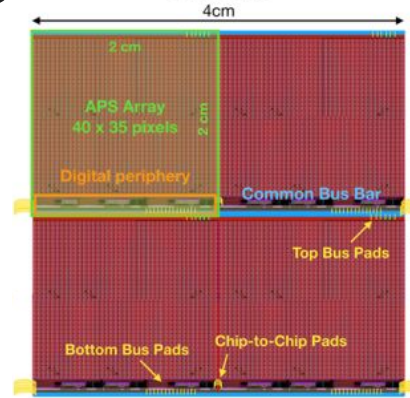 4cm
2 cm
APS Array
40 x 35 pixels
2 cm
Digital periphery
Common Bus Bar
Top Bus Pads
Bottom Bus Pads
Chip-to-Chip Pads